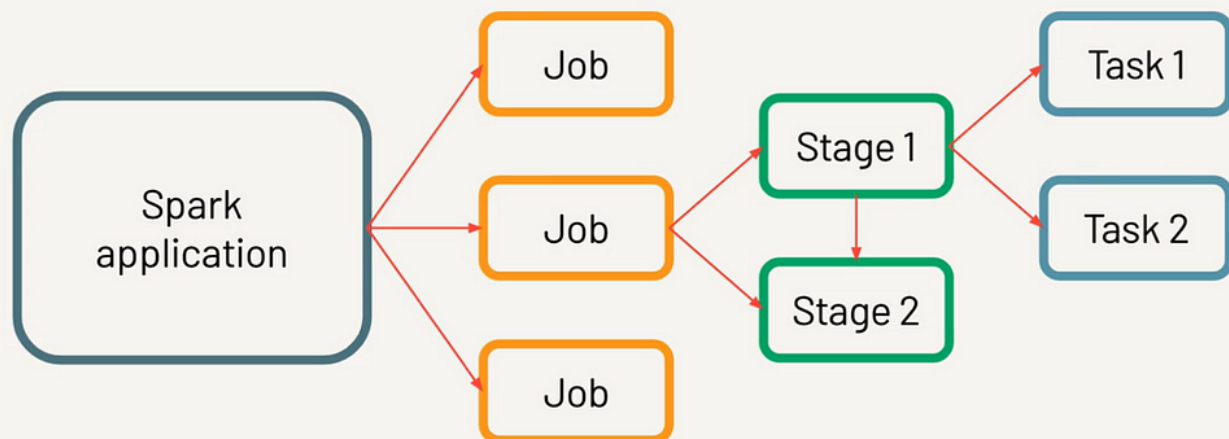 Spark
application
Job
Job
Job
Stage 1
Stage 2
Task 1
Task 2